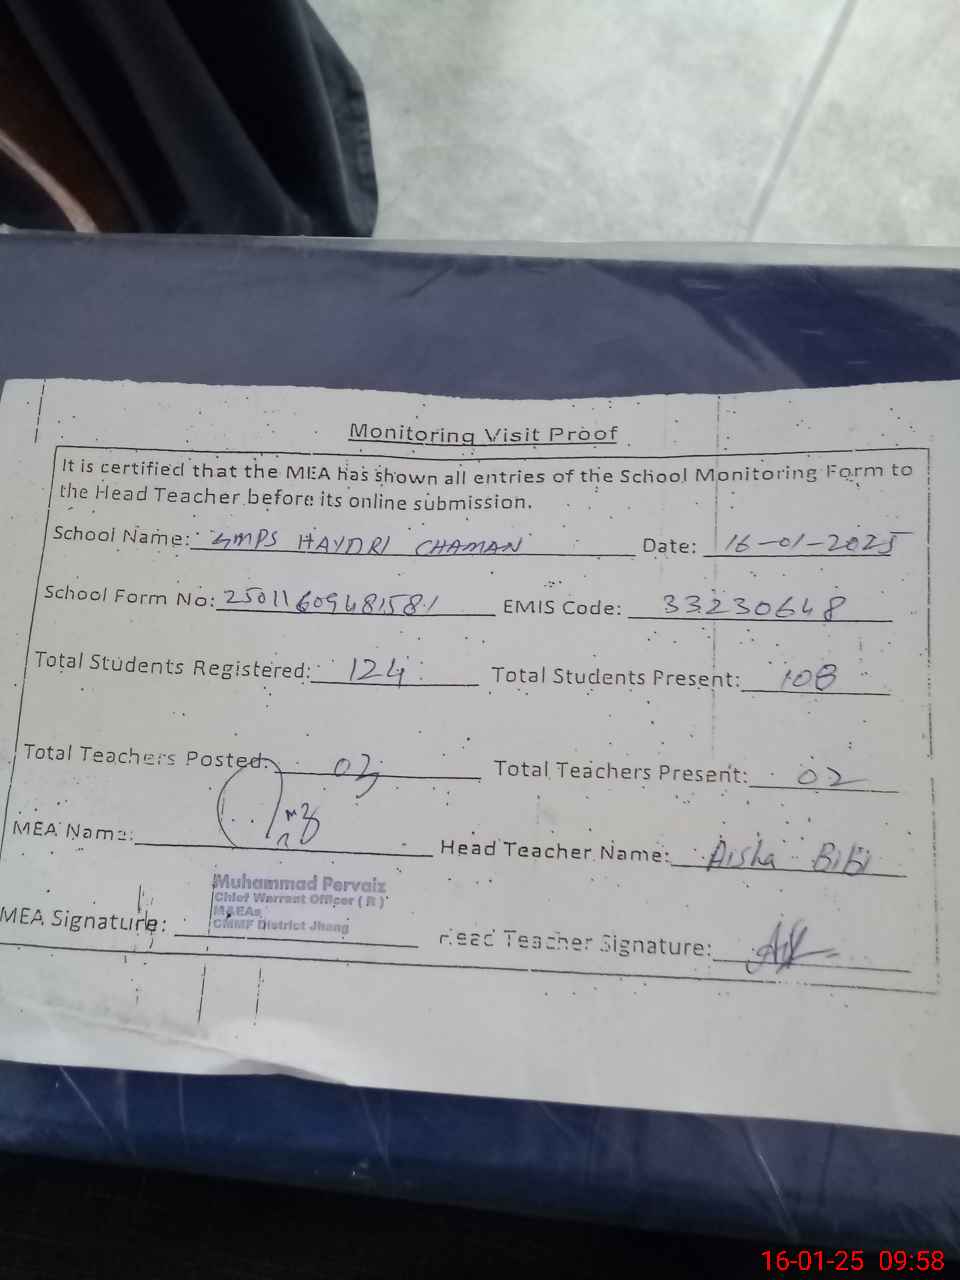 Monitoring Visit Proof
It is certified that the MEA has shown all entries of the School Monitoring Form to
the Head Teacher before its online submission.
School Name: GMPS HAYDRI CHAMAN Date: 16-01-2025
School Form No: 25011609481581 EMIS Code: 33230648
Total Students Registered: 124 Total Students Present: 108
Total Teachers Posted: 03 Total Teachers Present: 02
MEA Name: Head Teacher Name: Aisha BiBi
Muhammad Pervaiz
Chief Warrant Officer ( R )
M&EAs
CMMF District Jhang
MEA Signature: Head Teacher Signature:
16-01-25 09:58